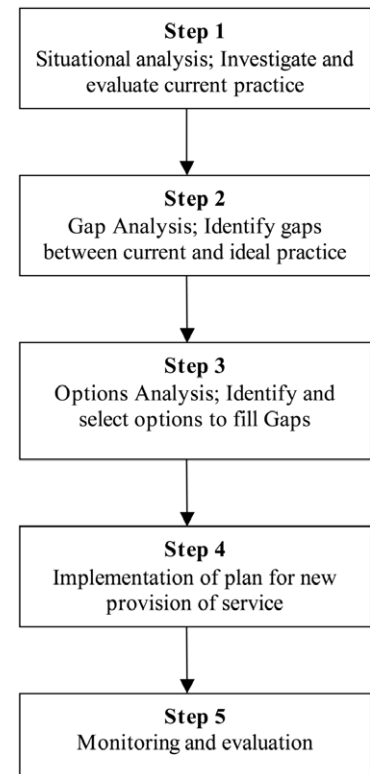 Step 1
Situational analysis; Investigate and
evaluate current practice
Step 2
Gap Analysis; Identify gaps
between current and ideal practice
Step 3
Options Analysis; Identify and
select options to fill Gaps
Step 4
Implementation of plan for new
provision of service
Step 5
Monitoring and evaluation